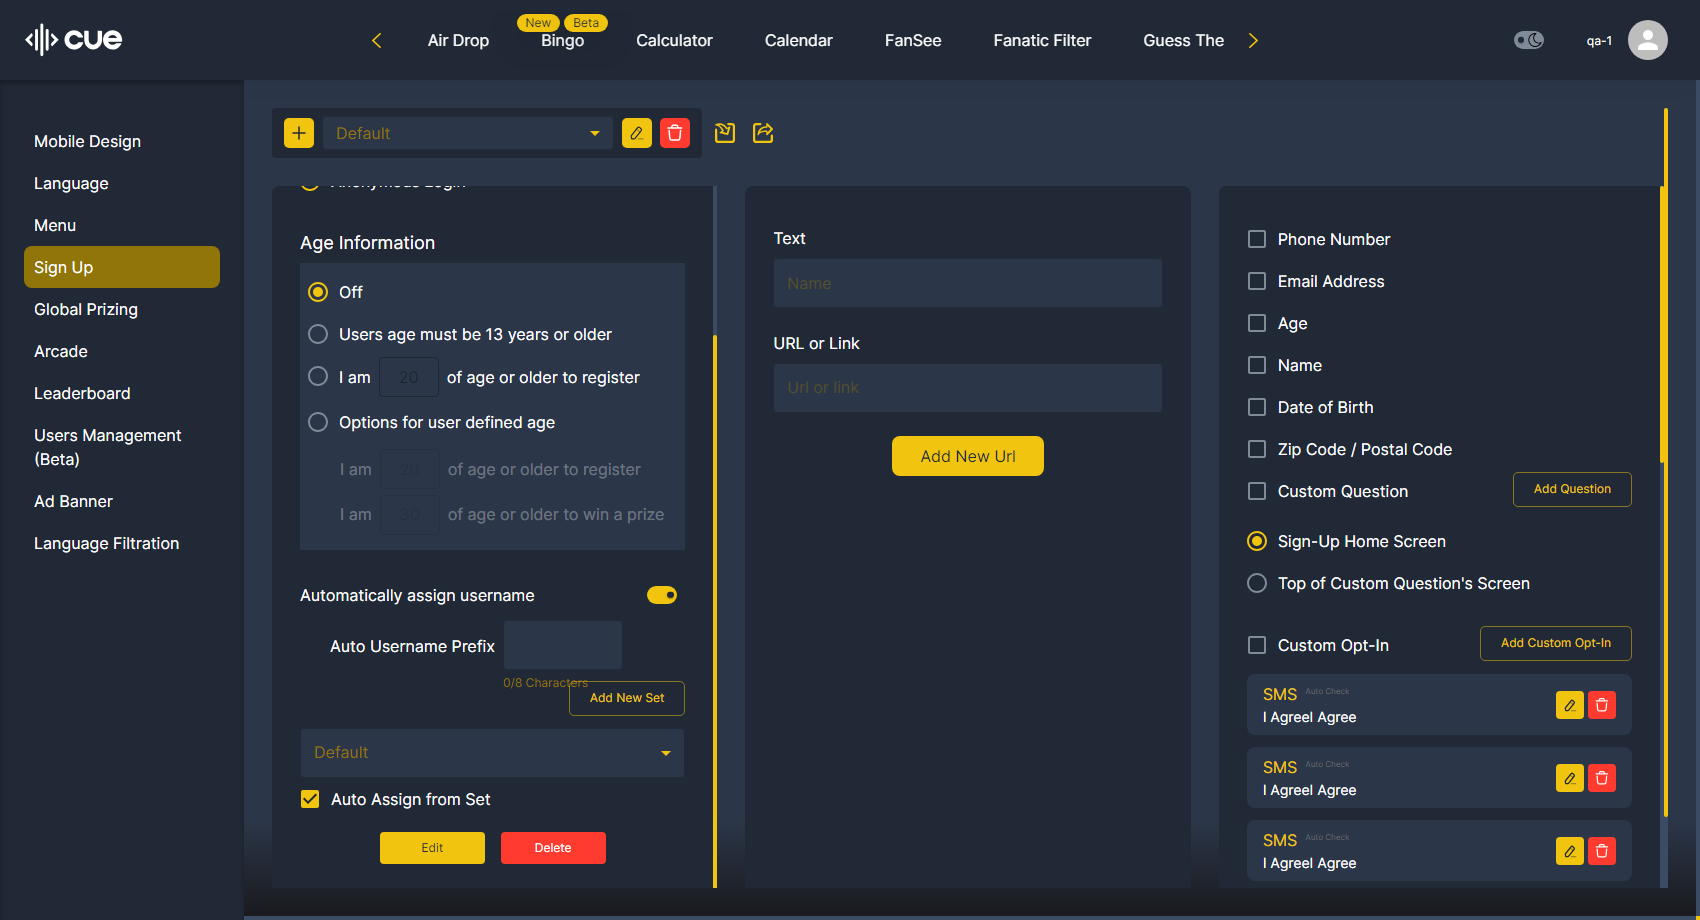 cue
Air Drop
New
Beta
Bingo
Calculator
Calendar
FanSee
Fanatic Filter
Guess The
qa-1
Mobile Design
Language
Menu
Sign Up
Global Prizing
Arcade
Leaderboard
Users Management
(Beta)
Ad Banner
Language Filtration
Default
Anonymous Login
Age Information
Off
Users age must be 13 years or older
I am 20 of age or older to register
Options for user defined age
I am 20 of age or older to register
I am 30 of age or older to win a prize
Automatically assign username
Auto Username Prefix
0/8 Characters
Add New Set
Default
Auto Assign from Set
Edit
Delete
Text
Name
URL or Link
Url or link
Add New Url
Phone Number
Email Address
Age
Name
Date of Birth
Zip Code / Postal Code
Custom Question
Add Question
Sign-Up Home Screen
Top of Custom Question's Screen
Custom Opt-In
Add Custom Opt-In
SMS Auto Check
I AgreeI Agree
SMS Auto Check
I AgreeI Agree
SMS Auto Check
I AgreeI Agree